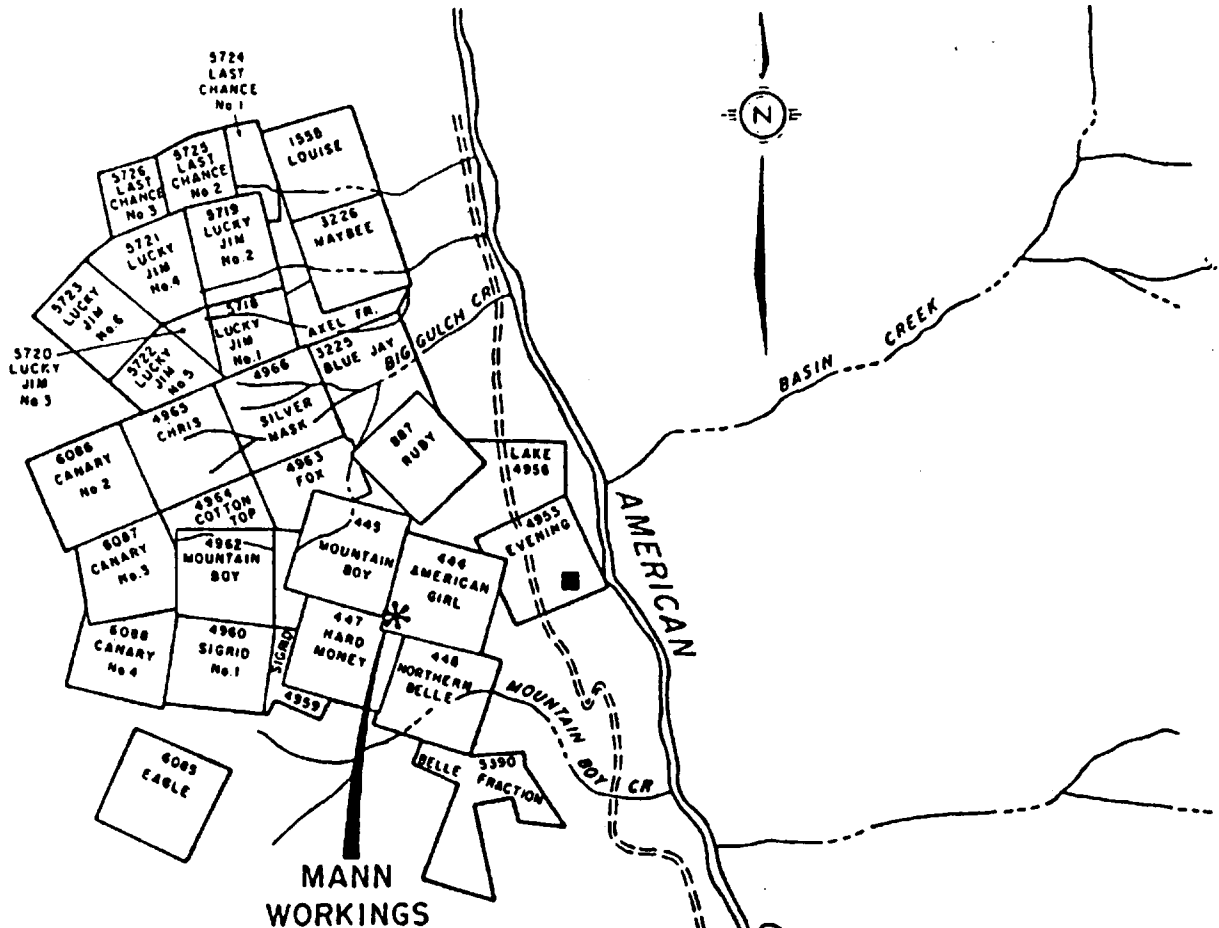 5724
LAST
CHANCE
No 1
1558
LOUISE
5725
LAST
CHANCE
No 2
5726
LAST
CHANCE
No 3
N
3226
MAYBEE
5719
LUCKY
JIM
No.2
5721
LUCKY
JIM
No.4
5723
LUCKY
JIM
No.6
5718
LUCKY
JIM
No.1
AXEL FR.
BIG GULCH CR
3225
BLUE JAY
5720
LUCKY
JIM
No 3
5722
LUCKY
JIM
No 5
BASIN CREEK
4966
SILVER
MASK
4965
CHRIS
6086
CANARY
No.2
887
RUBY
LAKE
4956
4963
FOX
4964
COTTON
TOP
4955
EVENING
AMERICAN
445
MOUNTAIN
BOY
444
AMERICAN
GIRL
6087
CANARY
No.3
4962
MOUNTAIN
BOY
447
HARD
MONEY
SIGRID
4959
4960
SIGRID
No.1
6088
CANARY
No 4
448
NORTHERN
BELLE
MOUNTAIN BOY CR
5390
BELLE FRACTION
6085
EAGLE
MANN
WORKINGS